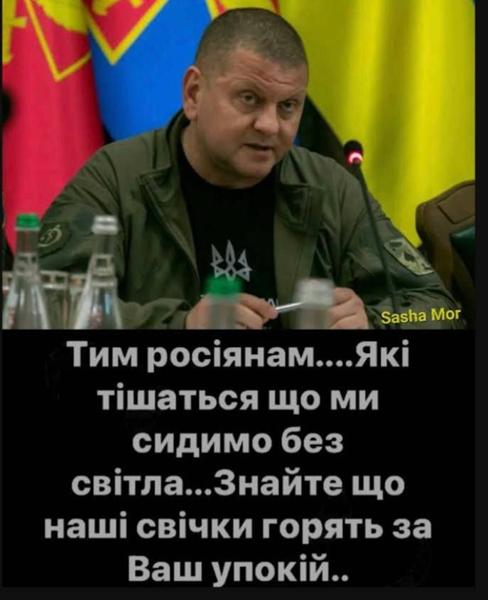 Sasha Mor
Тим росіянам....Які
тішаться що ми
сидимо без
світла...Знайте що
наші свічки горять за
Ваш упокій..